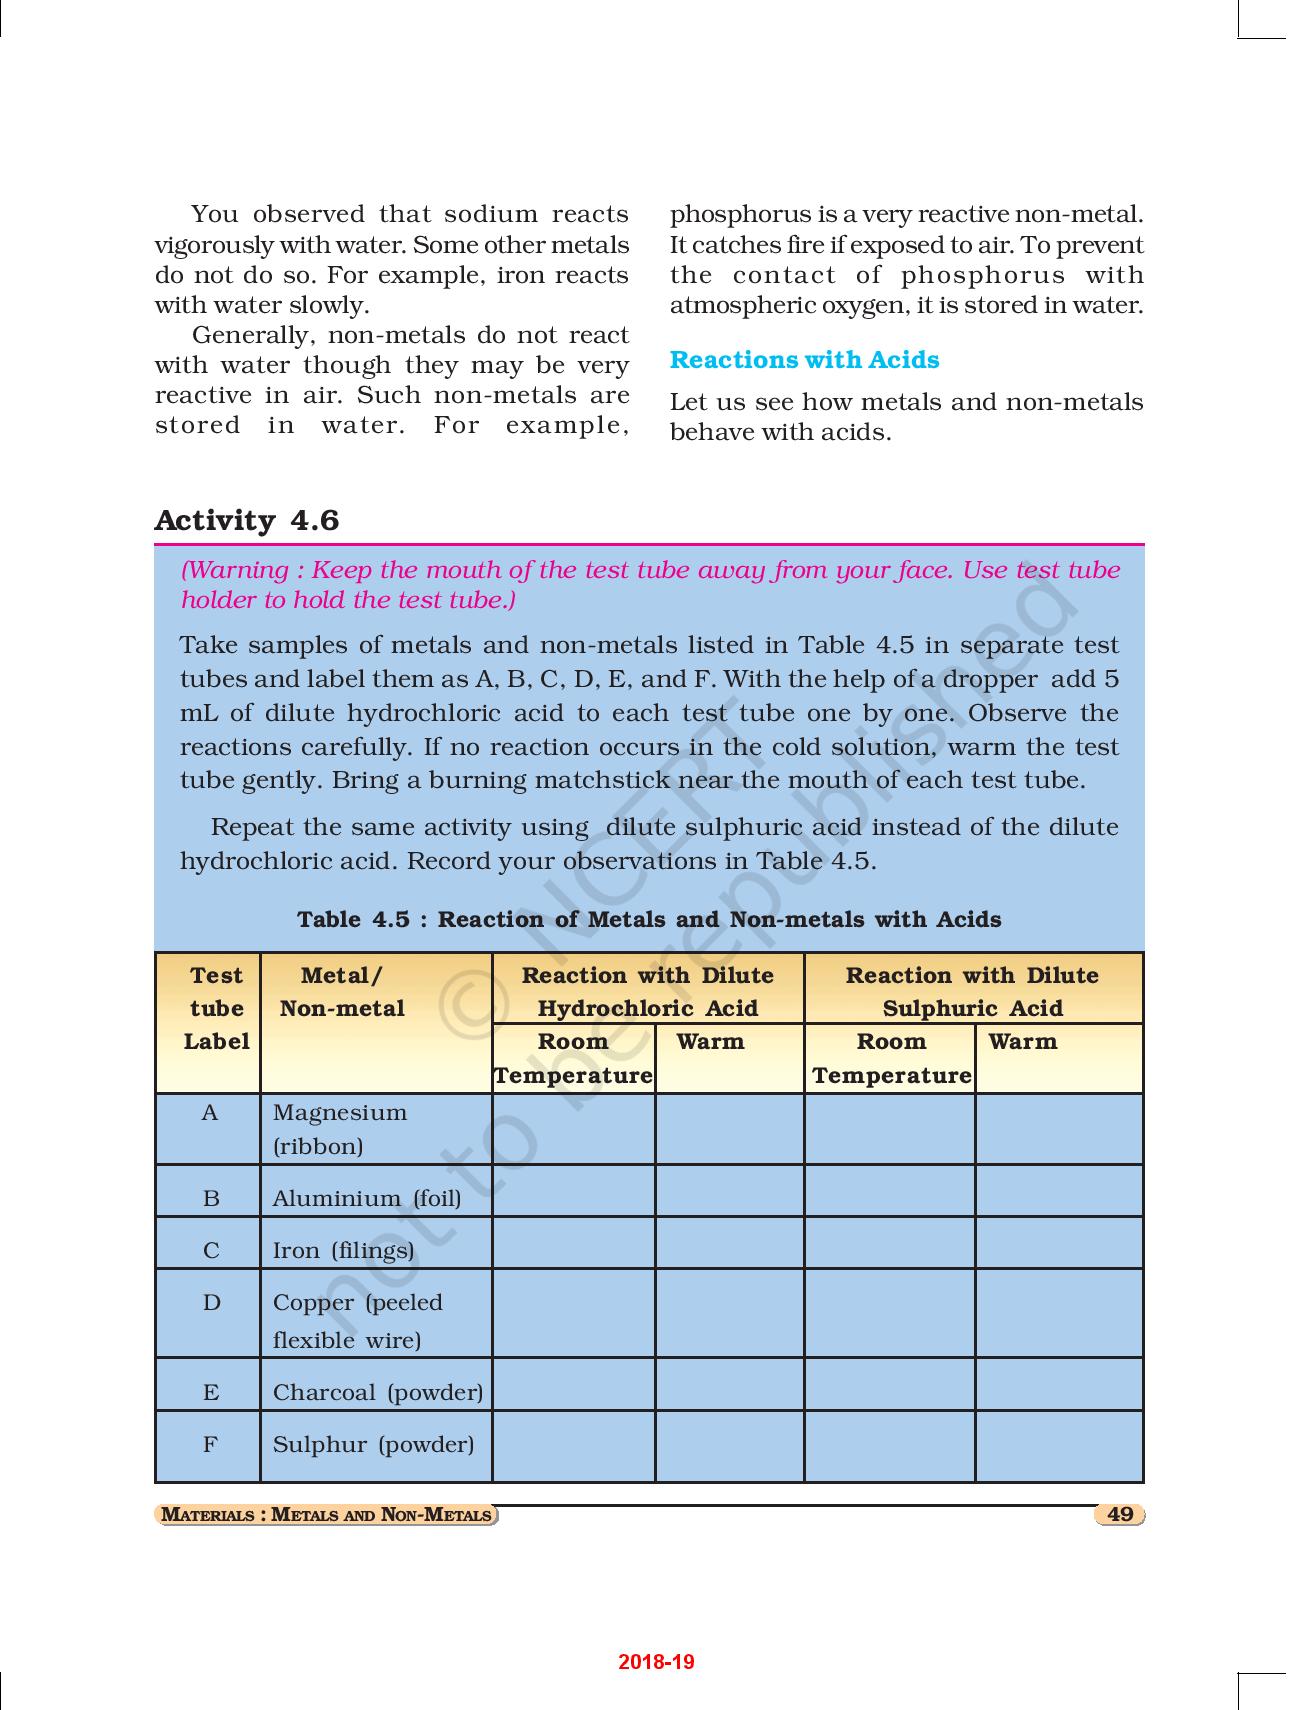 You observed that sodium reacts
vigorously with water. Some other metals
do not do so. For example, iron reacts
with water slowly.
Generally, non-metals do not react
with water though they may be very
reactive in air. Such non-metals are
stored in water. For example,
phosphorus is a very reactive non-metal.
It catches fire if exposed to air. To prevent
the contact of phosphorus with
atmospheric oxygen, it is stored in water.
Reactions with Acids
Let us see how metals and non-metals
behave with acids.
Activity 4.6
(Warning : Keep the mouth of the test tube away from your face. Use test tube
holder to hold the test tube.)
Take samples of metals and non-metals listed in Table 4.5 in separate test
tubes and label them as A, B, C, D, E, and F. With the help of a dropper add 5
mL of dilute hydrochloric acid to each test tube one by one. Observe the
reactions carefully. If no reaction occurs in the cold solution, warm the test
tube gently. Bring a burning matchstick near the mouth of each test tube.
Repeat the same activity using dilute sulphuric acid instead of the dilute
hydrochloric acid. Record your observations in Table 4.5.
Table 4.5 : Reaction of Metals and Non-metals with Acids
Test Metal/ Reaction with Dilute Reaction with Dilute
tube Non-metal Hydrochloric Acid Sulphuric Acid
Label Room Warm Room Warm
Temperature Temperature
A Magnesium
(ribbon)
B Aluminium (foil)
C Iron (filings)
D Copper (peeled
flexible wire)
E Charcoal (powder)
F Sulphur (powder)
© NCERT
not to be republished
MATERIALS : METALS AND NON-METALS 49
2018-19